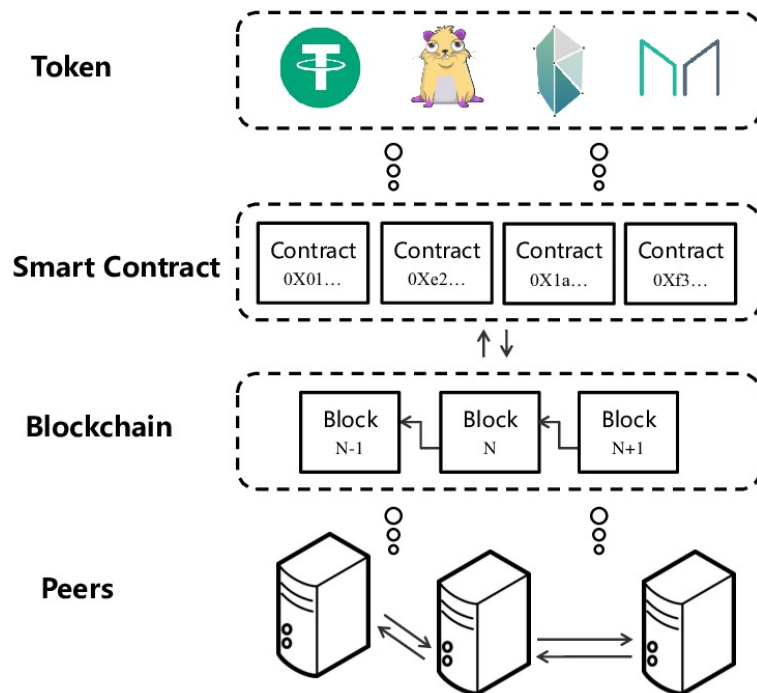 Token
Smart Contract
Contract
0X01...
Contract
0Xe2...
Contract
0X1a...
Contract
0Xf3...
Blockchain
Block
N-1
Block
N
Block
N+1
Peers